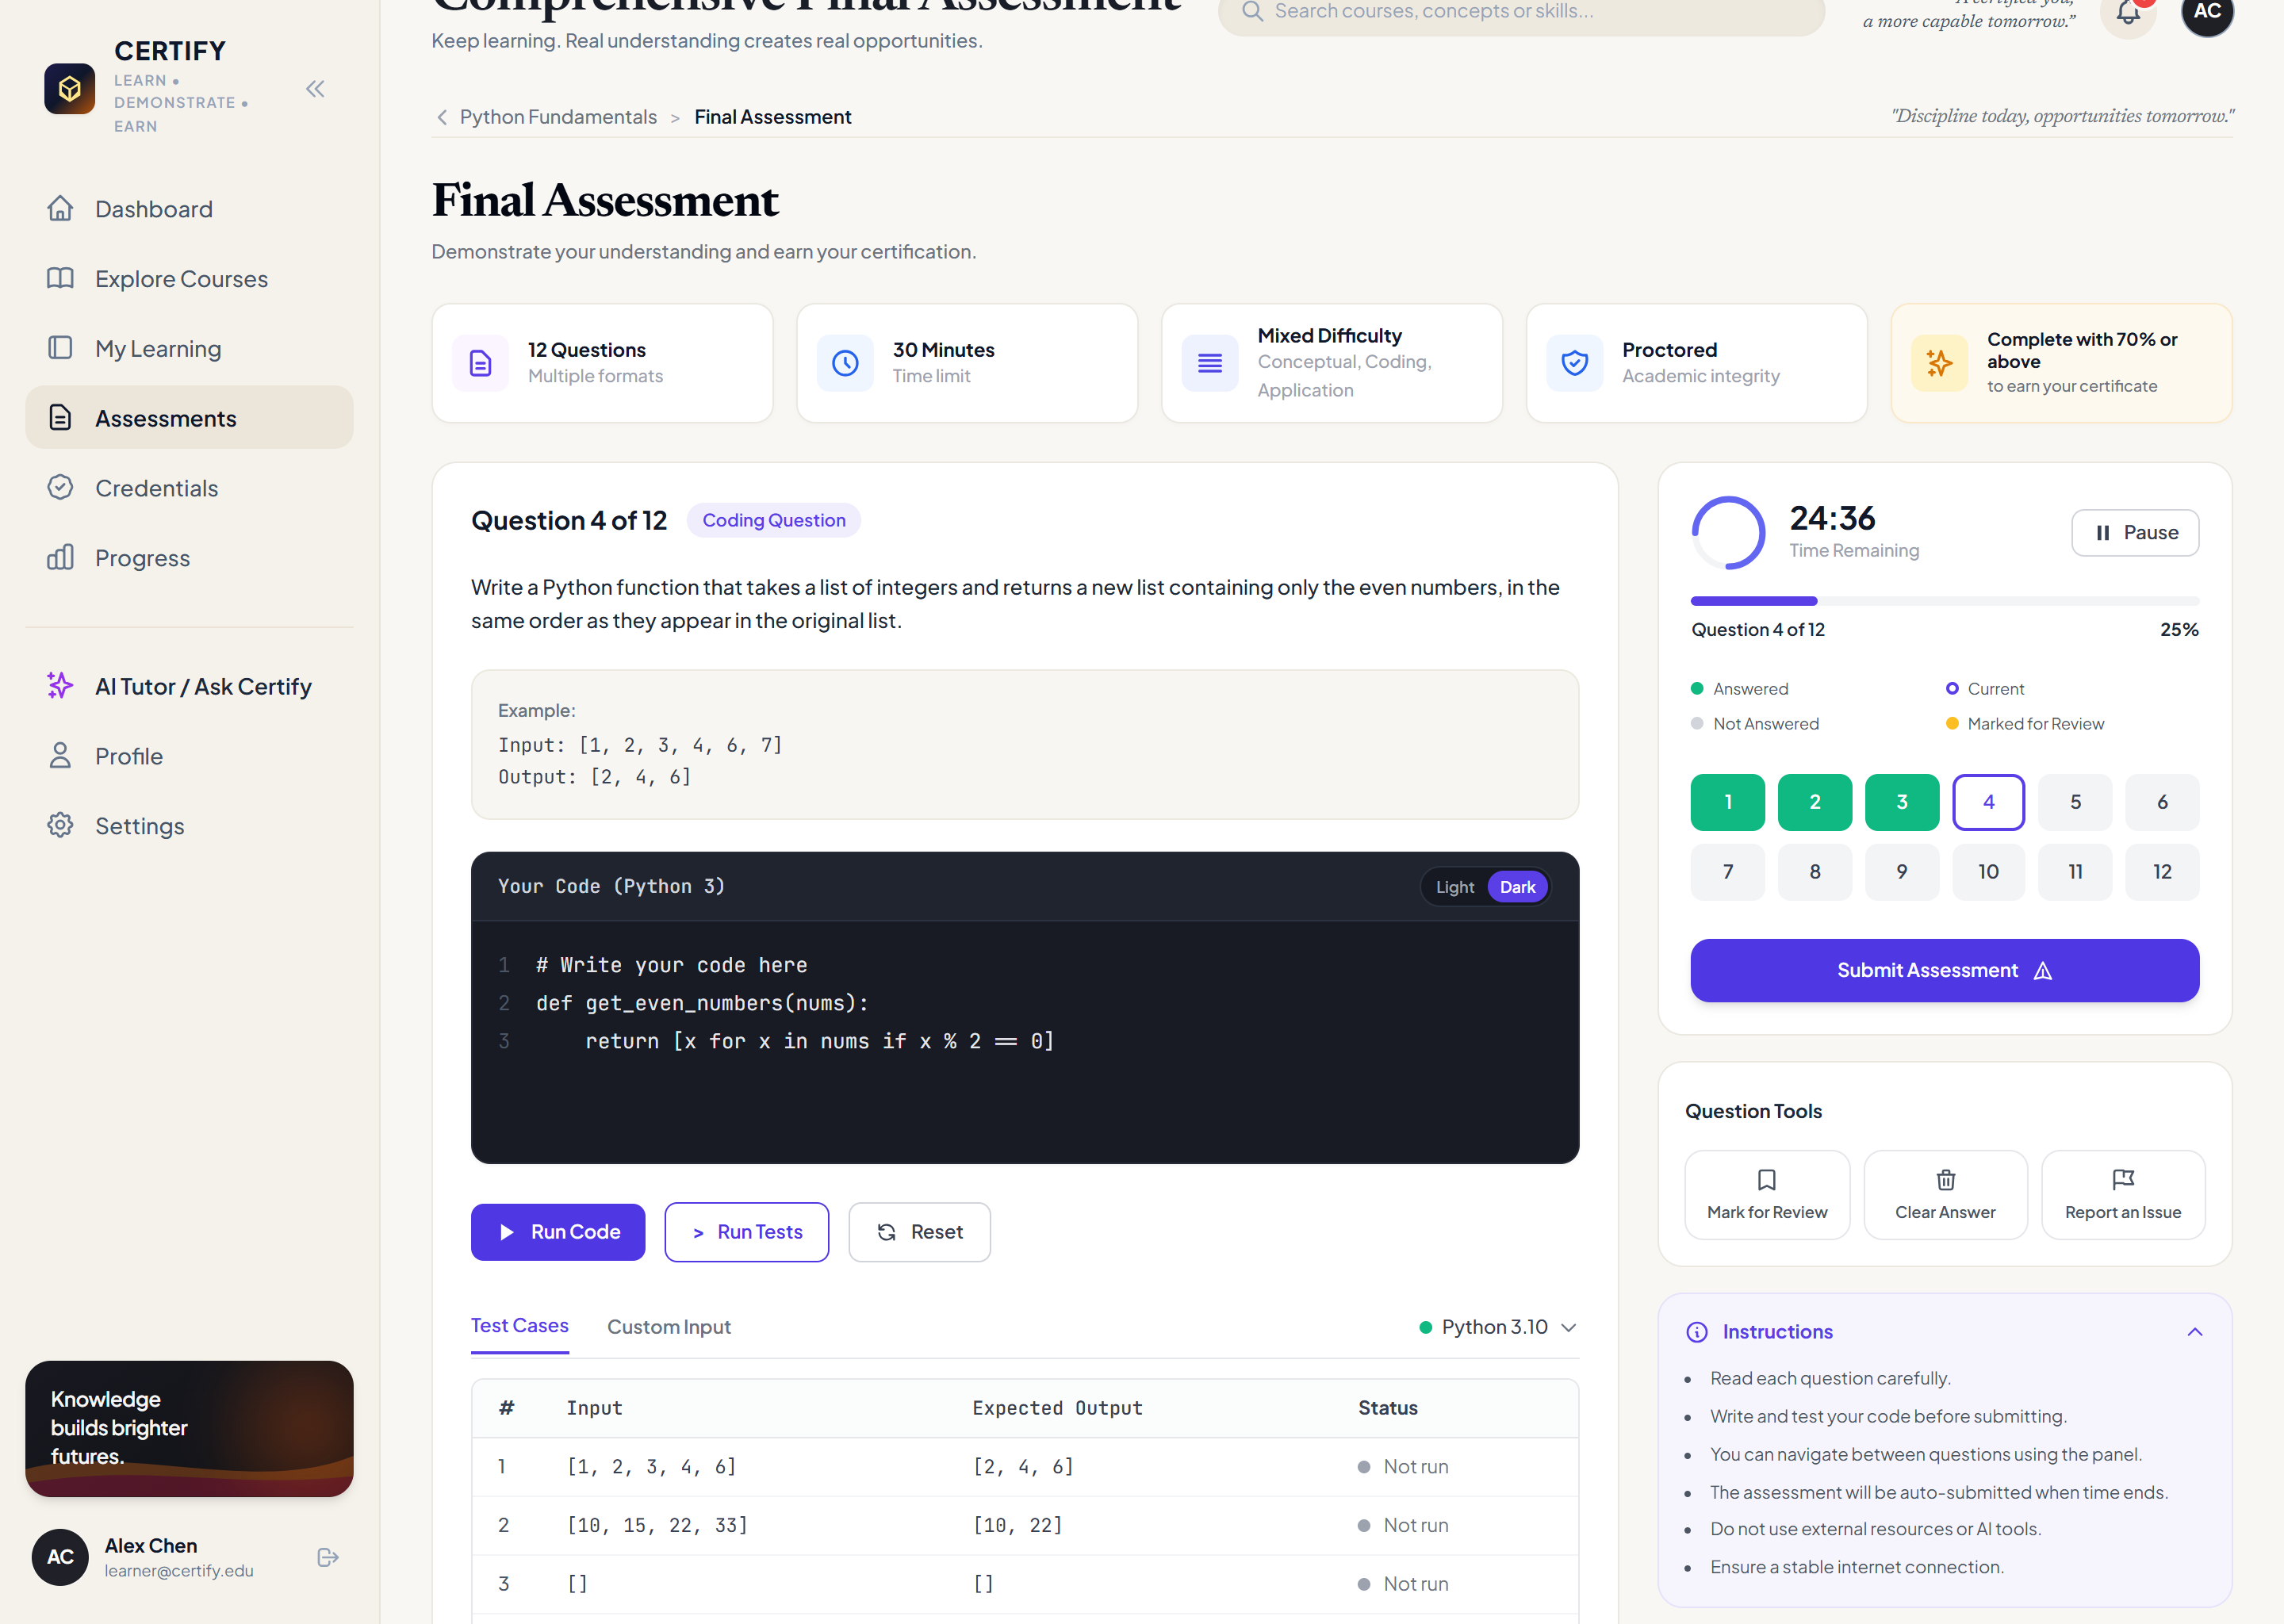 CERTIFY
LEARN •
DEMONSTRATE •
EARN
Dashboard
Explore Courses
My Learning
Assessments
Credentials
Progress
AI Tutor / Ask Certify
Profile
Settings
Knowledge
builds brighter
futures.
AC
Alex Chen
learner@certify.edu
Comprehensive Final Assessment
Keep learning. Real understanding creates real opportunities.
Search courses, concepts or skills...
"A certified you,
a more capable tomorrow."
AC
Python Fundamentals > Final Assessment
"Discipline today, opportunities tomorrow."
Final Assessment
Demonstrate your understanding and earn your certification.
12 Questions
Multiple formats
30 Minutes
Time limit
Mixed Difficulty
Conceptual, Coding,
Application
Proctored
Academic integrity
Complete with 70% or
above
to earn your certificate
Question 4 of 12
Coding Question
Write a Python function that takes a list of integers and returns a new list containing only the even numbers, in the
same order as they appear in the original list.
Example:
Input: [1, 2, 3, 4, 6, 7]
Output: [2, 4, 6]
Your Code (Python 3)
Light
Dark
1 # Write your code here
2 def get_even_numbers(nums):
3     return [x for x in nums if x % 2 == 0]
Run Code
> Run Tests
Reset
Test Cases
Custom Input
Python 3.10
# Input Expected Output Status
1 [1, 2, 3, 4, 6] [2, 4, 6] Not run
2 [10, 15, 22, 33] [10, 22] Not run
3 [] [] Not run
24:36
Time Remaining
Pause
Question 4 of 12
25%
Answered
Current
Not Answered
Marked for Review
1 2 3 4 5 6
7 8 9 10 11 12
Submit Assessment
Question Tools
Mark for Review
Clear Answer
Report an Issue
Instructions
• Read each question carefully.
• Write and test your code before submitting.
• You can navigate between questions using the panel.
• The assessment will be auto-submitted when time ends.
• Do not use external resources or AI tools.
• Ensure a stable internet connection.